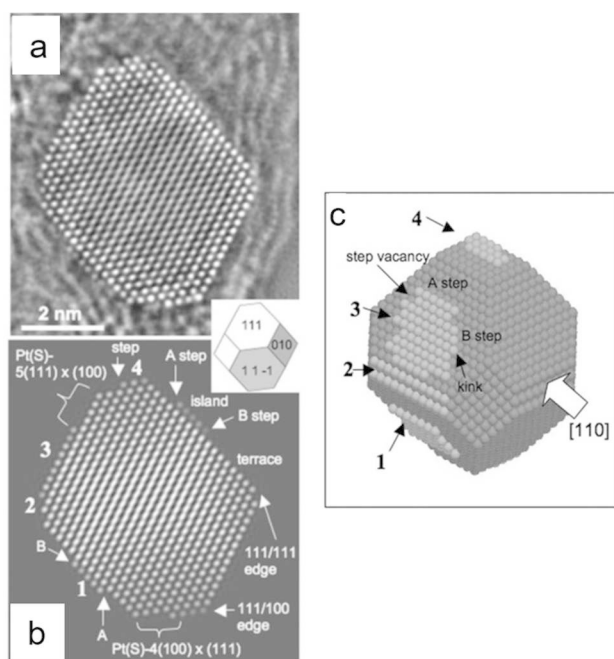 a
2 nm
111
010
1 1 -1
Pt(S)-
5(111) x (100)
step
4
A step
island
B step
terrace
3
2
B
1
A
111/111
edge
111/100
edge
Pt(S)-4(100) x (111)
b
c
4
step vacancy
A step
3
B step
2
kink
[110]
1